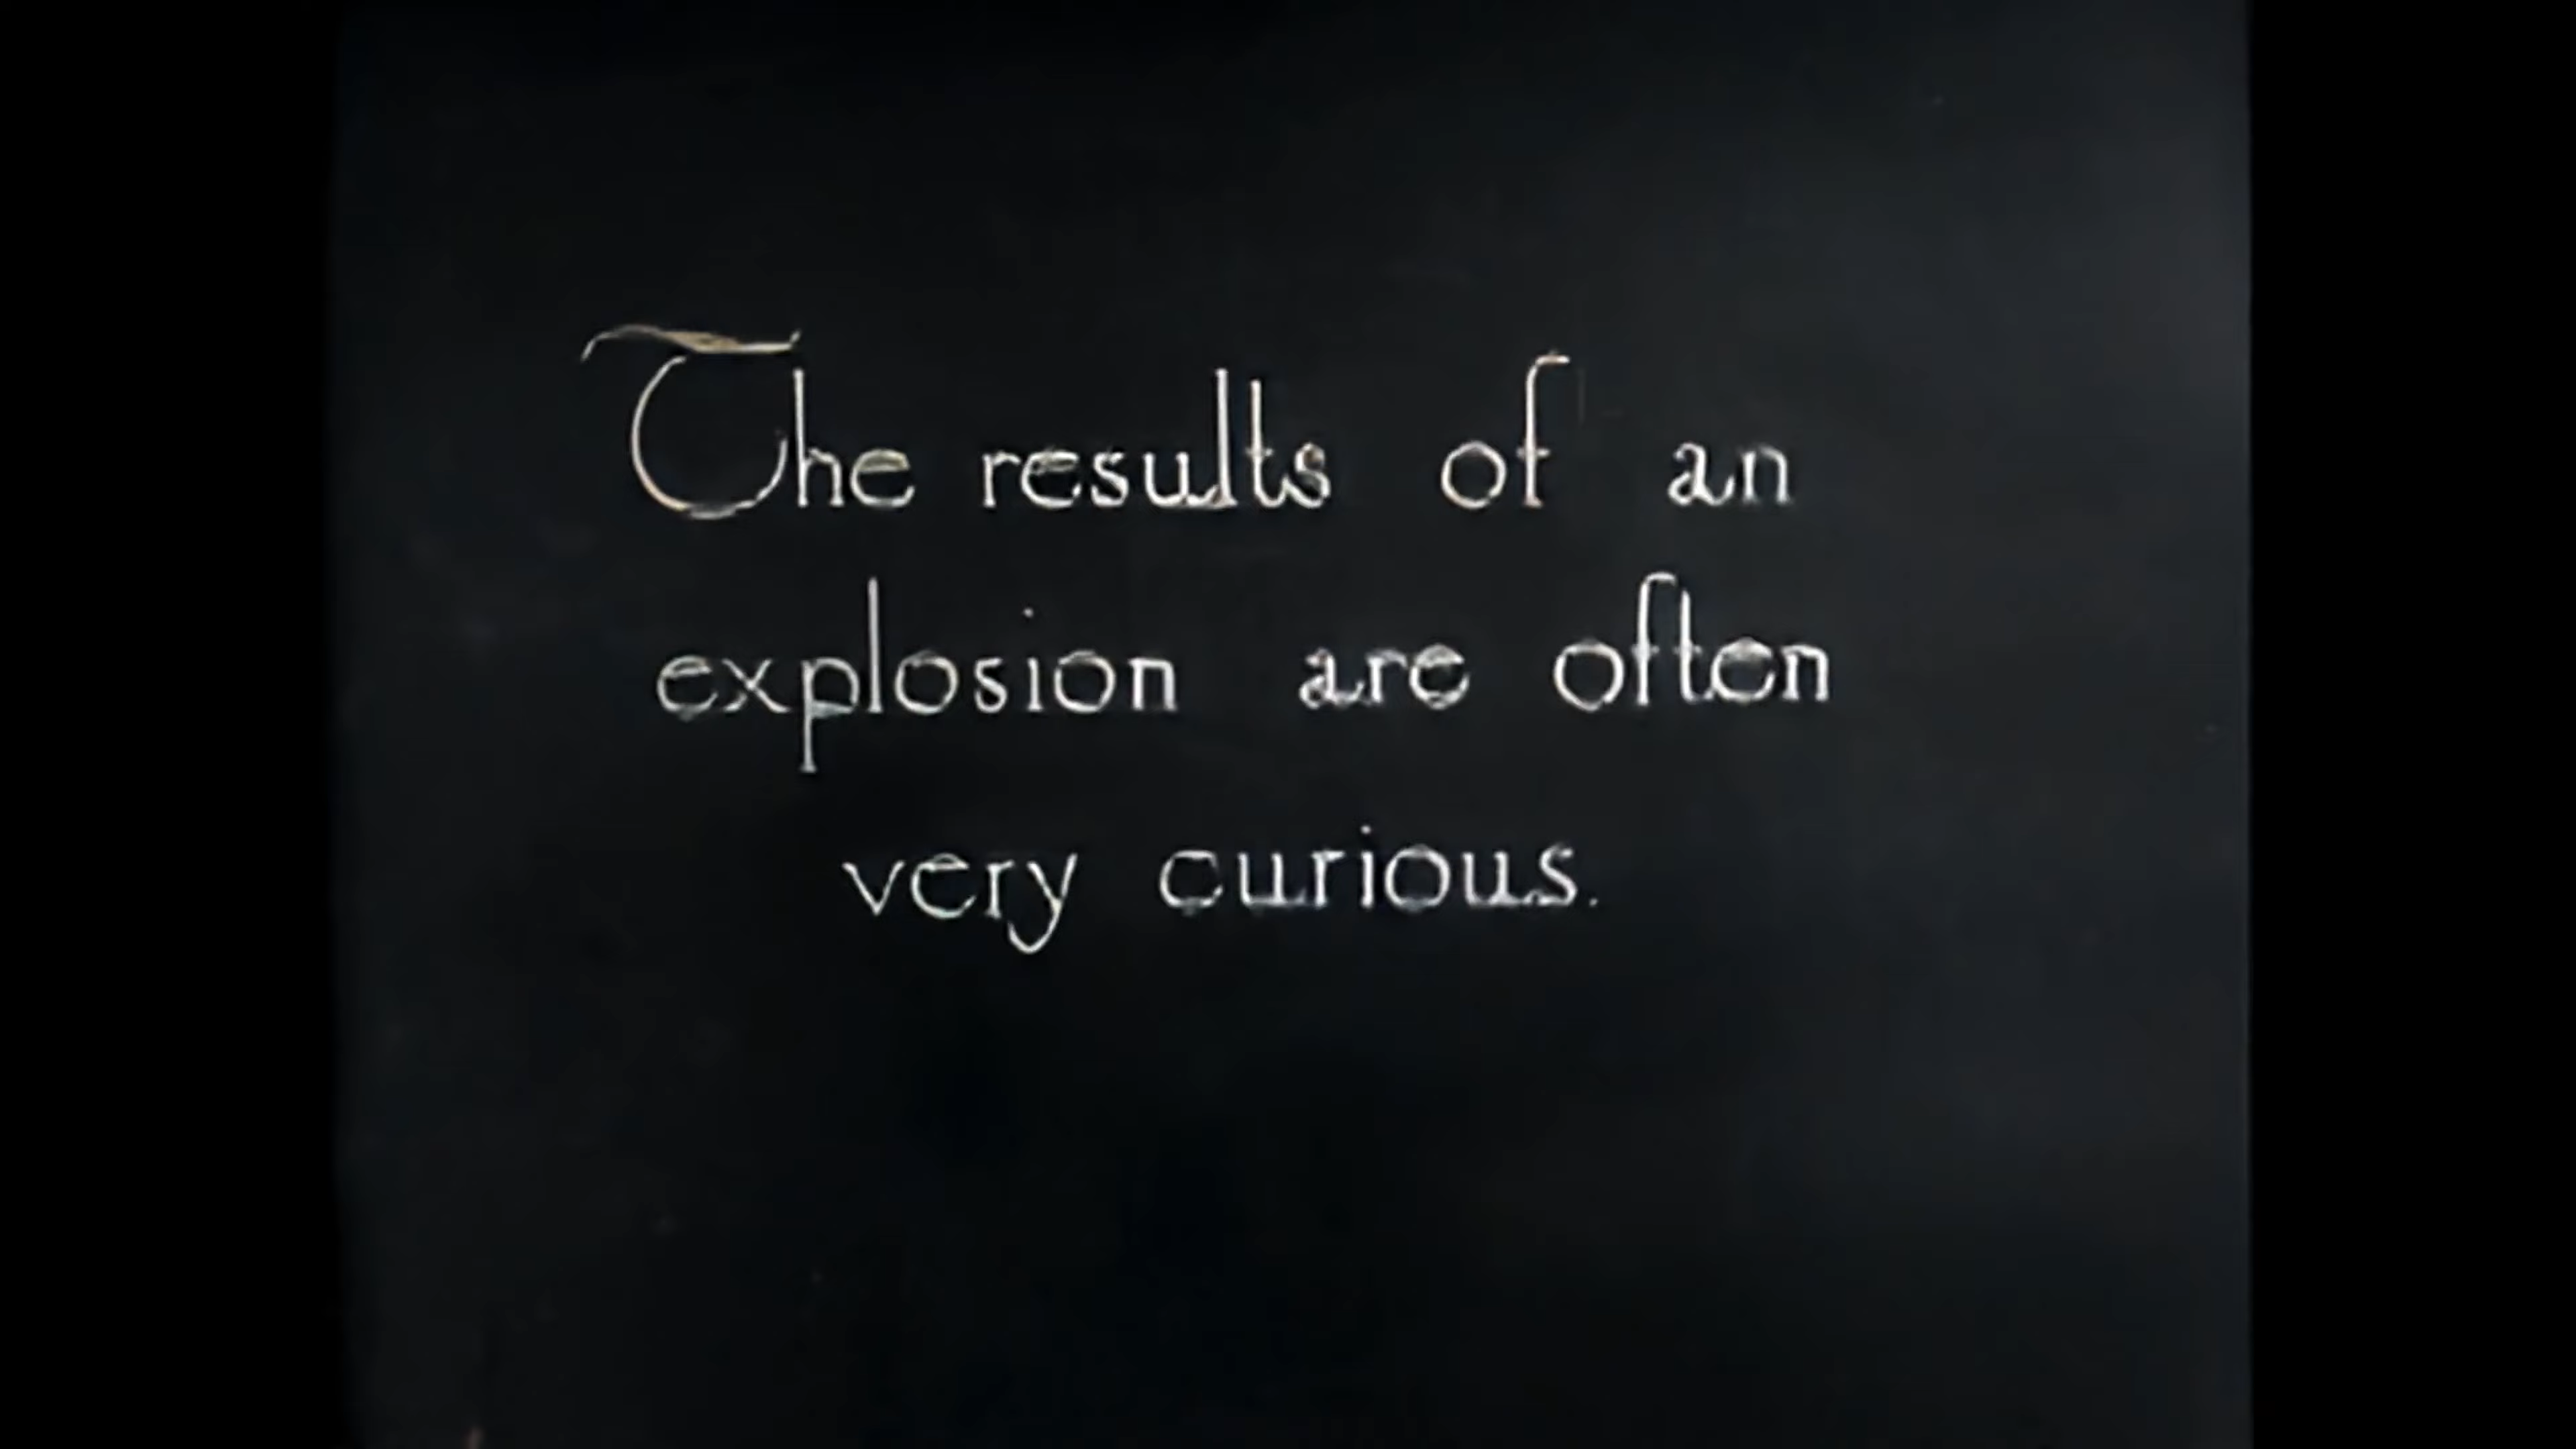 The results of an
explosion are often
very curious.